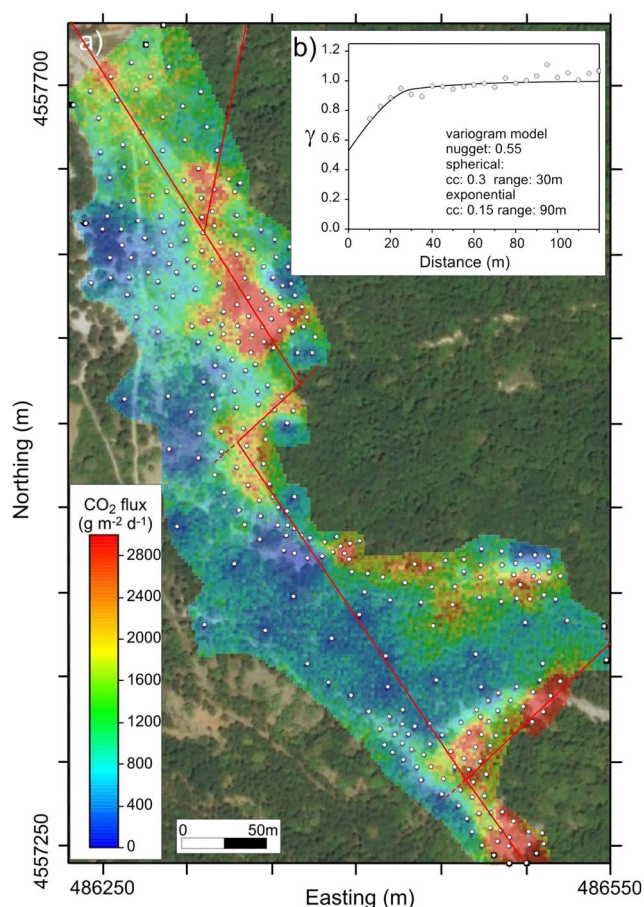 a)
b)
1.2
1.0
0.8
0.6
0.4
0.2
0.0
γ
variogram model
nugget: 0.55
spherical:
cc: 0.3 range: 30m
exponential
cc: 0.15 range: 90m
0 20 40 60 80 100
Distance (m)
4557700
Northing (m)
CO₂ flux
(g m⁻² d⁻¹)
2800
2400
2000
1600
1200
800
400
0
0 50m
4557250
486250 486550
Easting (m)